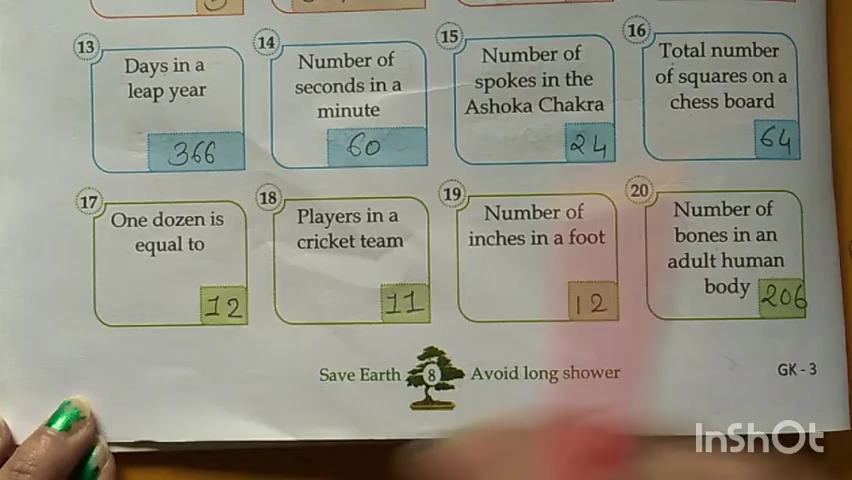 13
Days in a
leap year
366
14
Number of
seconds in a
minute
60
15
Number of
spokes in the
Ashoka Chakra
24
16
Total number
of squares on a
chess board
64
17
One dozen is
equal to
12
18
Players in a
cricket team
11
19
Number of
inches in a foot
12
20
Number of
bones in an
adult human
body
206
Save Earth 8 Avoid long shower
GK - 3
InShOt